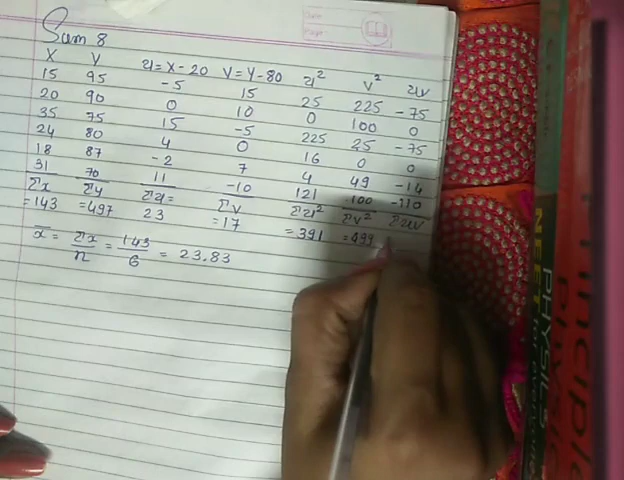 Sum 8
X Y u = X - 20 V = Y - 80 u² v² uv
15 95 -5 15 25 225 -75
20 90 0 10 0 100 0
35 75 15 -5 225 25 -75
24 80 4 0 16 0 0
18 87 -2 7 4 49 -14
31 70 11 -10 121 100 -110
Σx Σy Σu = Σv Σu² Σv² Σuv
= 143 = 497 23 = 17 = 391 = 499
x̄ = Σx/n = 143/6 = 23.83
NEET
PHYSICS
Physics